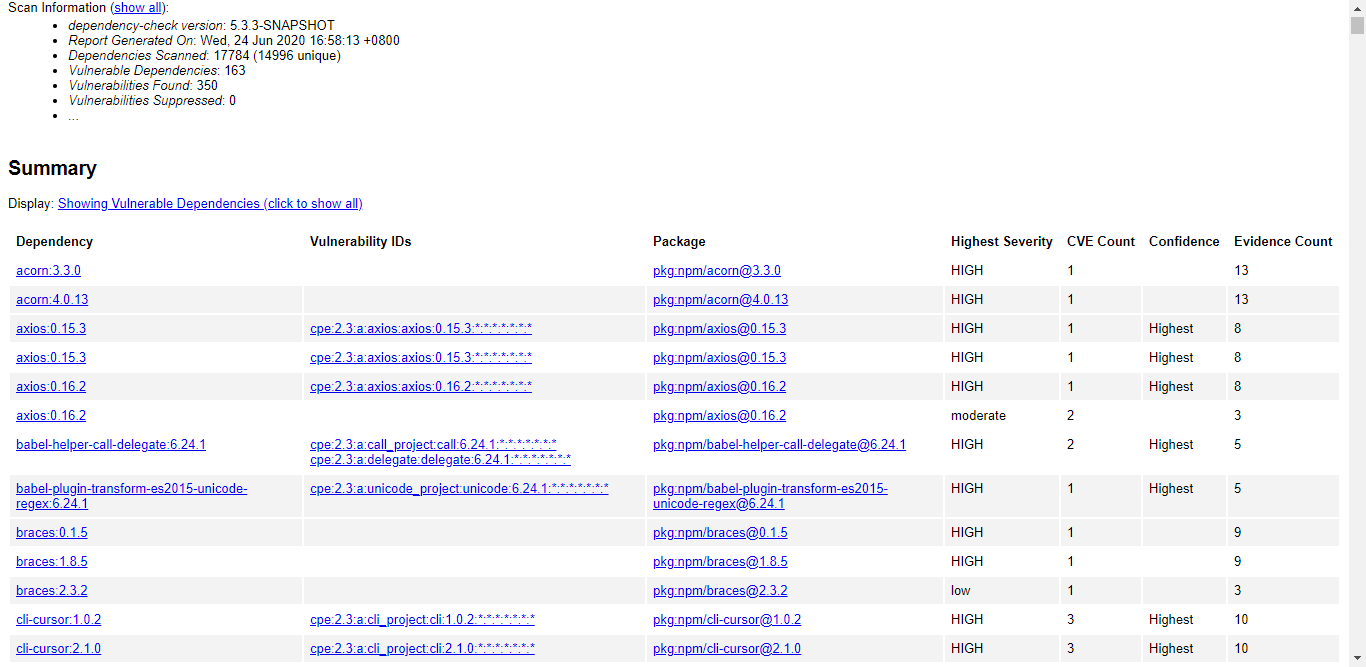 Scan Information (show all):
• dependency-check version: 5.3.3-SNAPSHOT
• Report Generated On: Wed, 24 Jun 2020 16:58:13 +0800
• Dependencies Scanned: 17784 (14996 unique)
• Vulnerable Dependencies: 163
• Vulnerabilities Found: 350
• Vulnerabilities Suppressed: 0
• ...
Summary
Display: Showing Vulnerable Dependencies (click to show all)
Dependency Vulnerability IDs Package Highest Severity CVE Count Confidence Evidence Count
acorn:3.3.0 pkg:npm/acorn@3.3.0 HIGH 1 13
acorn:4.0.13 pkg:npm/acorn@4.0.13 HIGH 1 13
axios:0.15.3 cpe:2.3:a:axios:axios:0.15.3:*:*:*:*:*:*:* pkg:npm/axios@0.15.3 HIGH 1 Highest 8
axios:0.15.3 cpe:2.3:a:axios:axios:0.15.3:*:*:*:*:*:*:* pkg:npm/axios@0.15.3 HIGH 1 Highest 8
axios:0.16.2 cpe:2.3:a:axios:axios:0.16.2:*:*:*:*:*:*:* pkg:npm/axios@0.16.2 HIGH 1 Highest 8
axios:0.16.2 pkg:npm/axios@0.16.2 moderate 2 3
babel-helper-call-delegate:6.24.1 cpe:2.3:a:call_project:call:6.24.1:*:*:*:*:*:*:* pkg:npm/babel-helper-call-delegate@6.24.1 HIGH 2 Highest 5
cpe:2.3:a:delegate:delegate:6.24.1:*:*:*:*:*:*:*
babel-plugin-transform-es2015-unicode- cpe:2.3:a:unicode_project:unicode:6.24.1:*:*:*:*:*:*:* pkg:npm/babel-plugin-transform-es2015- HIGH 1 Highest 5
regex:6.24.1 unicode-regex@6.24.1
braces:0.1.5 pkg:npm/braces@0.1.5 HIGH 1 9
braces:1.8.5 pkg:npm/braces@1.8.5 HIGH 1 9
braces:2.3.2 pkg:npm/braces@2.3.2 low 1 3
cli-cursor:1.0.2 cpe:2.3:a:cli_project:cli:1.0.2:*:*:*:*:*:*:* pkg:npm/cli-cursor@1.0.2 HIGH 3 Highest 10
cli-cursor:2.1.0 cpe:2.3:a:cli_project:cli:2.1.0:*:*:*:*:*:*:* pkg:npm/cli-cursor@2.1.0 HIGH 3 Highest 10